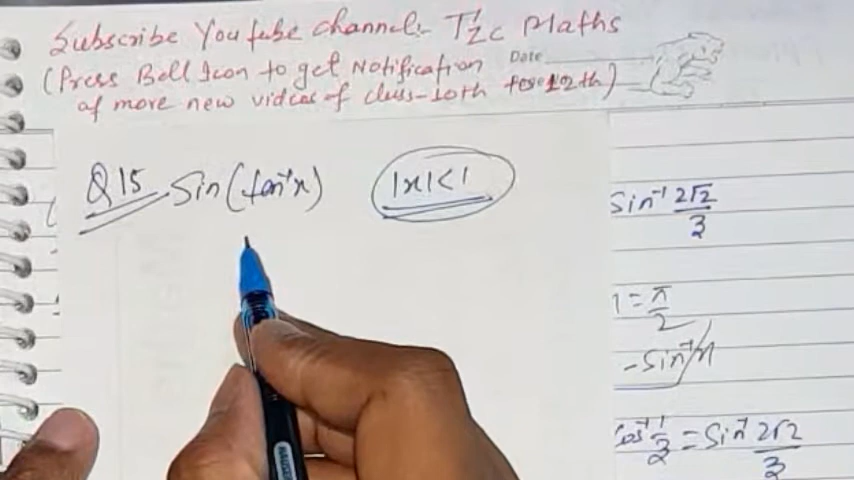 Subscribe YouTube channel:- TZC Maths
(Press Bell Icon to get Notification
of more new videos of class-10th to 12th)
Date
Q15 Sin(tan⁻¹x) |x|<1
Sin⁻¹ 2√2/3
1 = π/2
- Sin⁻¹x
Cos⁻¹ 1/3 = Sin⁻¹ 2√2/3